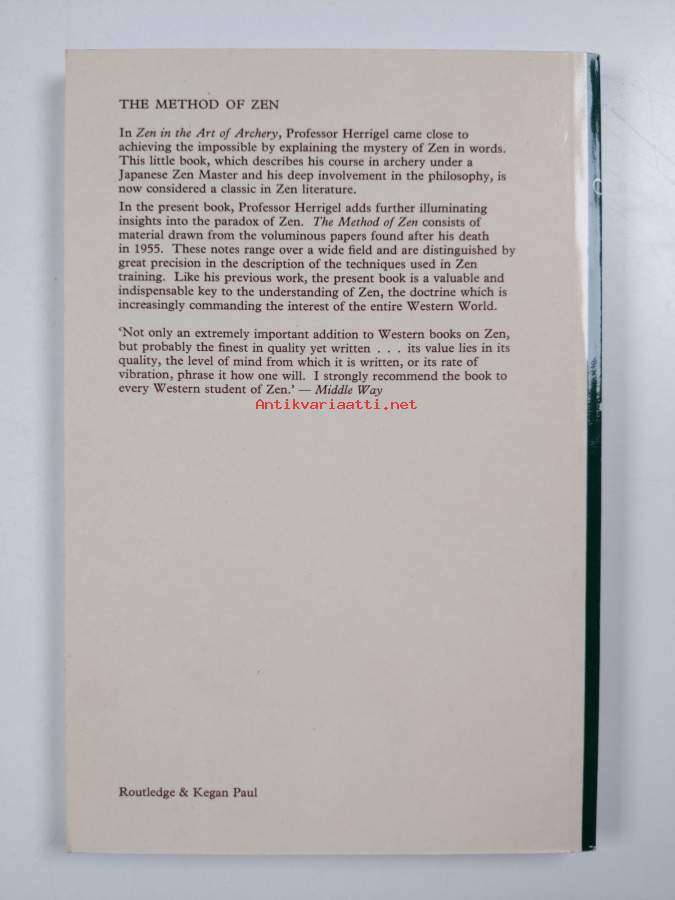 THE METHOD OF ZEN
In Zen in the Art of Archery, Professor Herrigel came close to
achieving the impossible by explaining the mystery of Zen in words.
This little book, which describes his course in archery under a
Japanese Zen Master and his deep involvement in the philosophy, is
now considered a classic in Zen literature.
In the present book, Professor Herrigel adds further illuminating
insights into the paradox of Zen. The Method of Zen consists of
material drawn from the voluminous papers found after his death
in 1955. These notes range over a wide field and are distinguished by
great precision in the description of the techniques used in Zen
training. Like his previous work, the present book is a valuable and
indispensable key to the understanding of Zen, the doctrine which is
increasingly commanding the interest of the entire Western World.
'Not only an extremely important addition to Western books on Zen,
but probably the finest in quality yet written . . . its value lies in its
quality, the level of mind from which it is written, or its rate of
vibration, phrase it how one will. I strongly recommend the book to
every Western student of Zen.' — Middle Way
Antikvariaatti.net
Routledge & Kegan Paul